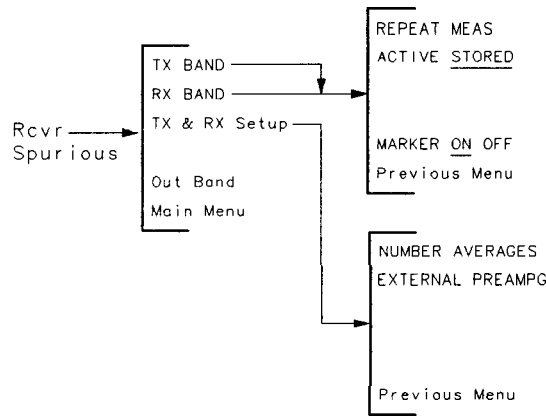 Rcvr
Spurious
TX BAND
RX BAND
TX & RX Setup
Out Band
Main Menu
REPEAT MEAS
ACTIVE STORED
MARKER ON OFF
Previous Menu
NUMBER AVERAGES
EXTERNAL PREAMPG
Previous Menu